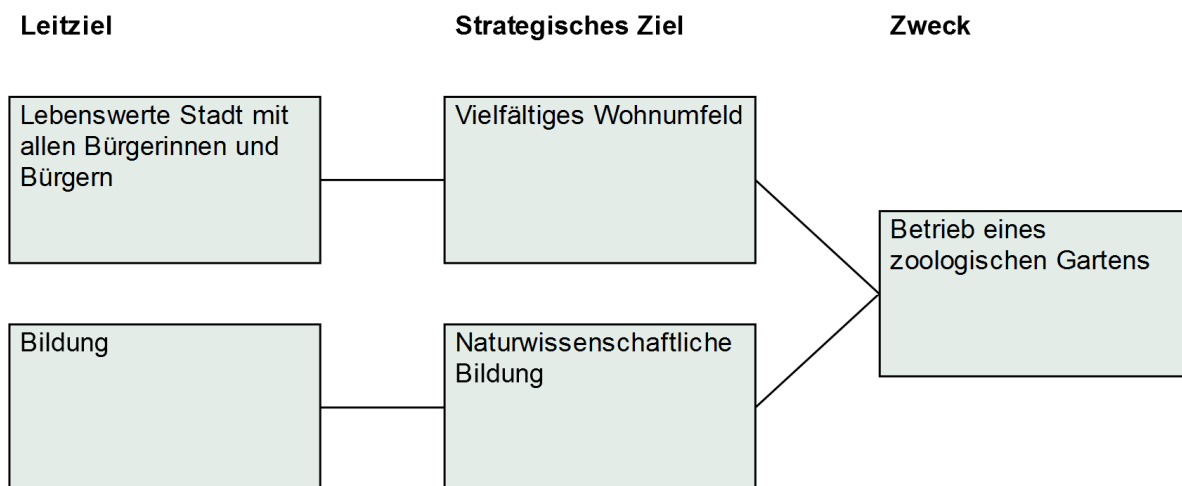 Leitziel
Strategisches Ziel
Zweck
Lebenswerte Stadt mit
allen Bürgerinnen und
Bürgern
Vielfältiges Wohnumfeld
Betrieb eines
zoologischen Gartens
Bildung
Naturwissenschaftliche
Bildung